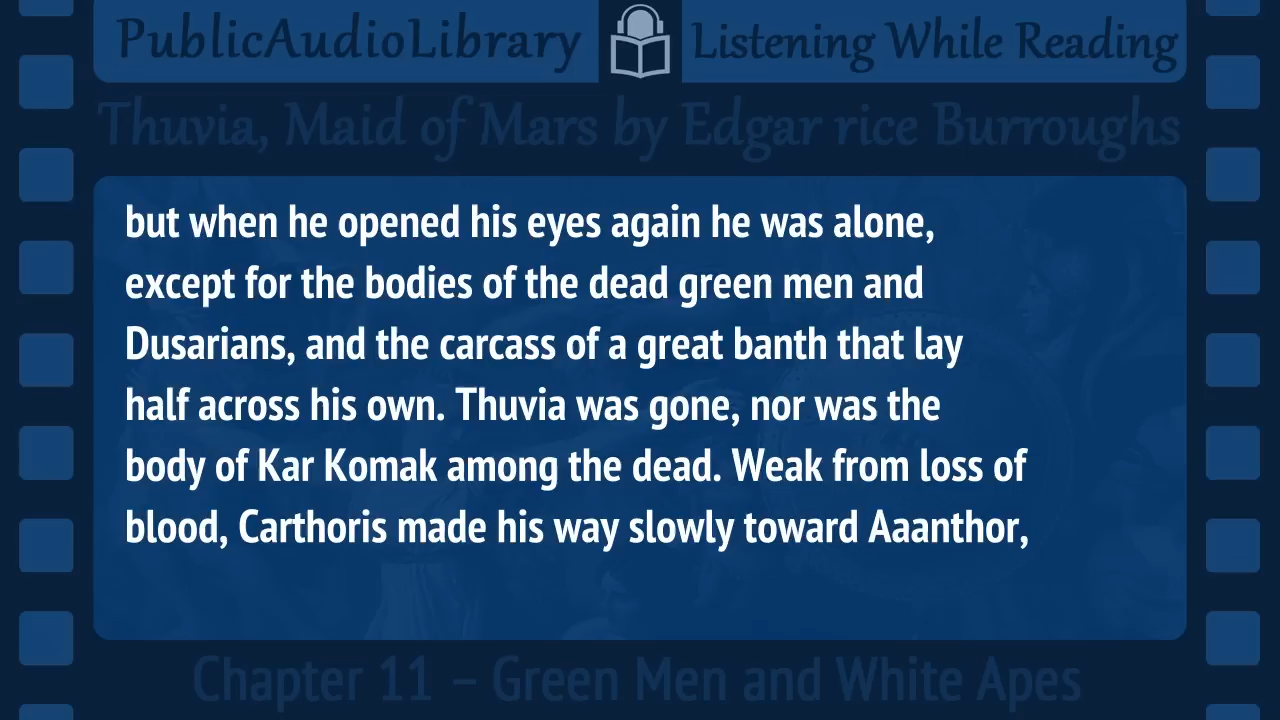 PublicAudioLibrary Listening While Reading
Thuvia, Maid of Mars by Edgar rice Burroughs
but when he opened his eyes again he was alone,
except for the bodies of the dead green men and
Dusarians, and the carcass of a great banth that lay
half across his own. Thuvia was gone, nor was the
body of Kar Komak among the dead. Weak from loss of
blood, Carthoris made his way slowly toward Aaanthor,
Chapter 11 – Green Men and White Apes